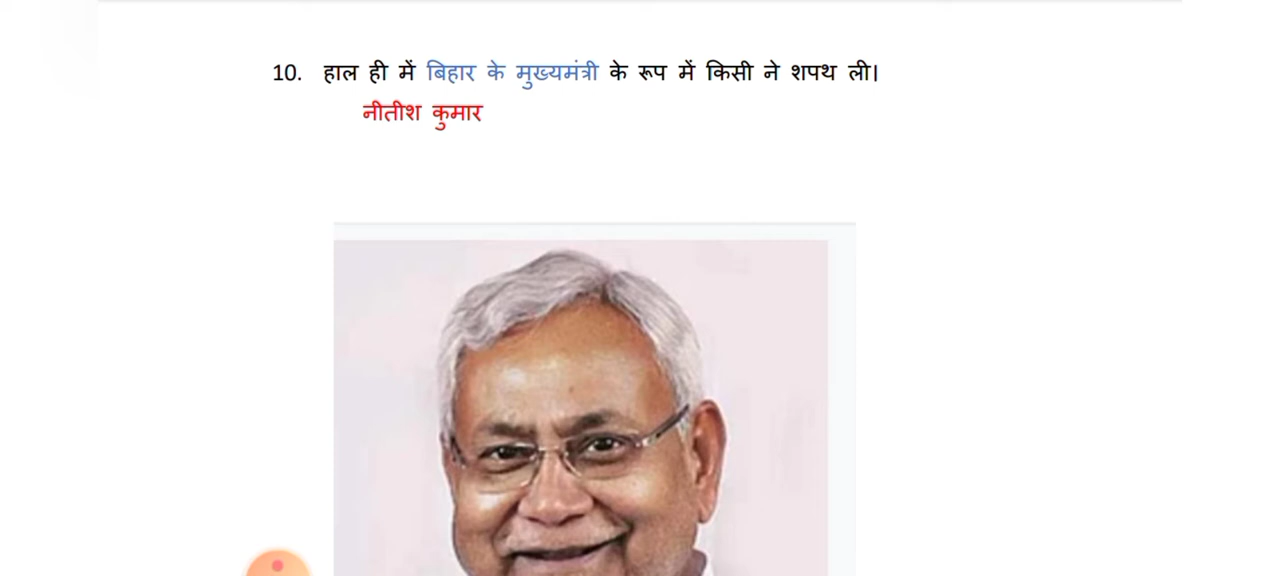 10. हाल ही में बिहार के मुख्यमंत्री के रूप में किसी ने शपथ ली।
नीतीश कुमार